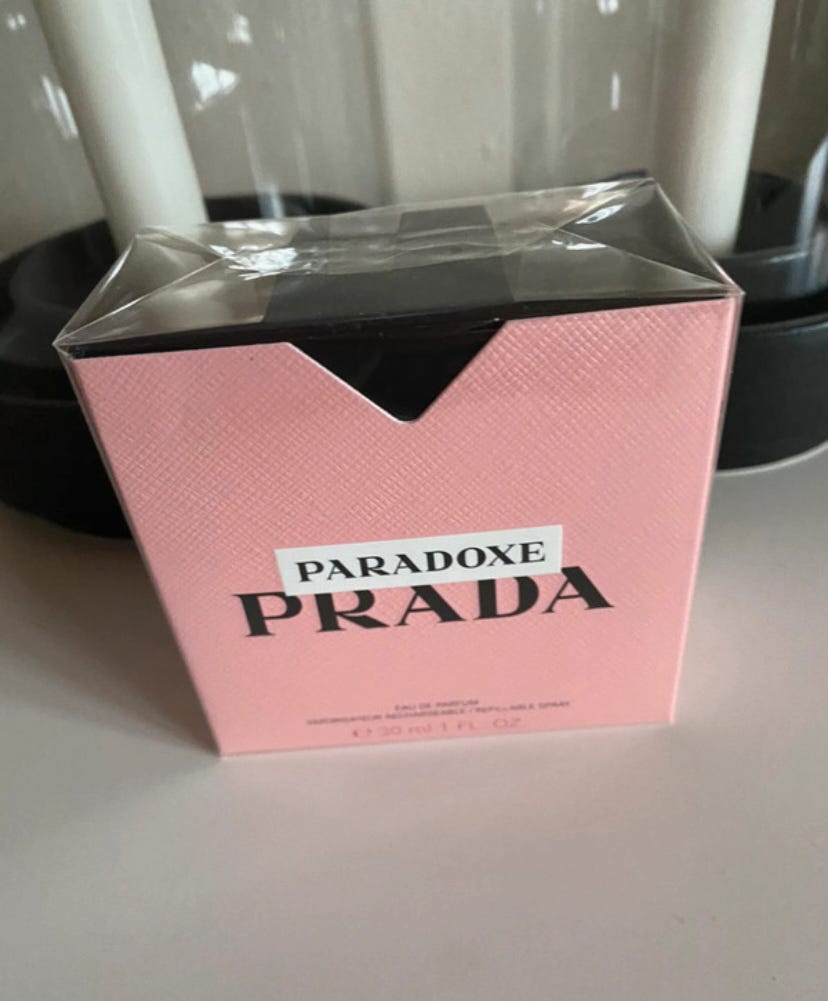 PARADOXE
PRADA
EAU DE PARFUM
VAPORISATEUR RECHARGEABLE / REFILLABLE SPRAY
℮ 30 ml 1 FL. OZ.